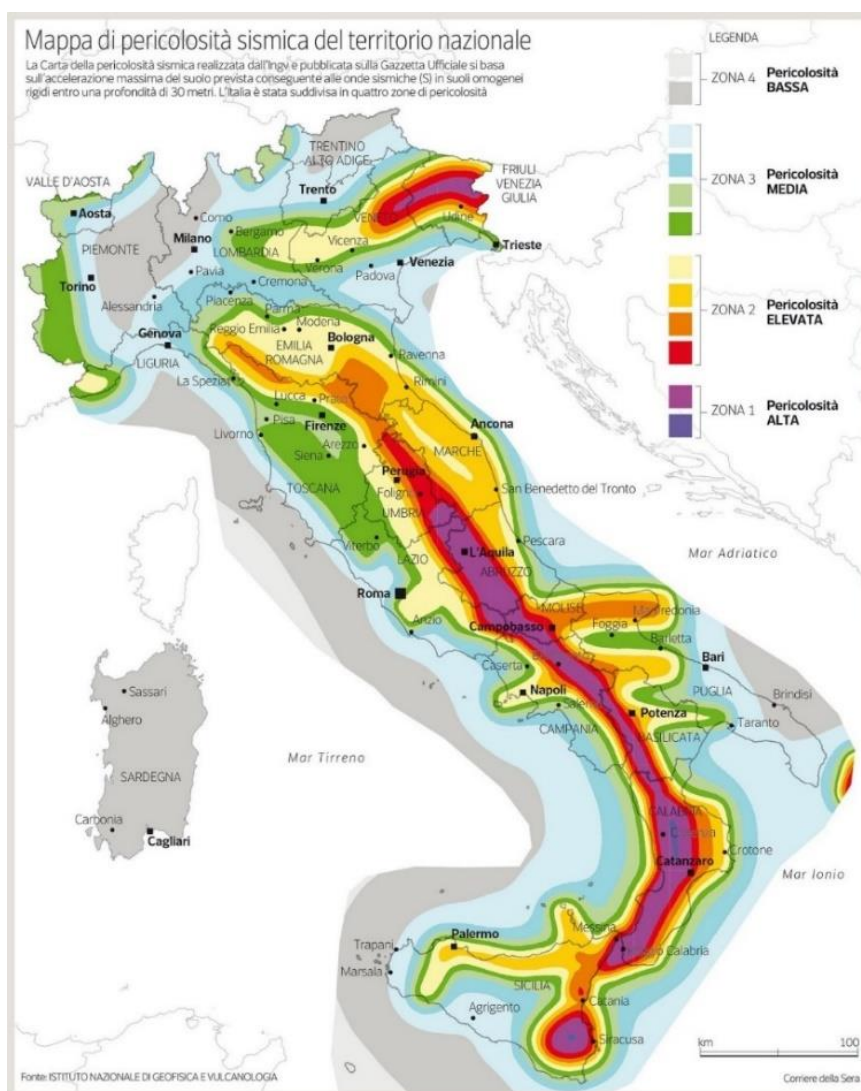 Mappa di pericolosità sismica del territorio nazionale
La Carta della pericolosità sismica realizzata dall'Ingv e pubblicata sulla Gazzetta Ufficiale si basa
sull'accelerazione massima del suolo prevista conseguente alle onde sismiche (S) in suoli omogenei
rigidi entro una profondità di 30 metri. L'Italia è stata suddivisa in quattro zone di pericolosità
LEGENDA
ZONA 4 Pericolosità
BASSA
ZONA 3 Pericolosità
MEDIA
ZONA 2 Pericolosità
ELEVATA
ZONA 1 Pericolosità
ALTA
TRENTINO
ALTO ADICE
FRIULI
VENEZIA
GIULIA
VALLE D'AOSTA
Trento
Aosta
Como
VENETO
Udine
Bergamo
Milano
PIEMONTE
LOMBARDIA
Vicenza
Trieste
Verona
Padova
Venezia
Pavia
Torino
Cremona
Piacenza
Alessandria
Parma
Modena
Reggio Emilia
Genova
EMILIA
ROMAGNA
Bologna
Ravenna
LIGURIA
La Spezia
Rimini
Lucca
Prato
Pisa
Firenze
Ancona
Livorno
Arezzo
MARCHE
Siena
Perugia
TOSCANA
Foligno
San Benedetto del Tronto
UMBRIA
Viterbo
Pescara
L'Aquila
LAZIO
ABRUZZO
Mar Adriatico
Roma
MOLISE
Manfredonia
Anzio
Campobasso
Foggia
Barletta
Caserta
Bari
Napoli
PUGLIA
Sassari
Salerno
Potenza
Brindisi
Alghero
CAMPANIA
BASILICATA
Taranto
Mar Tirreno
SARDEGNA
CALABRIA
Carbonia
Cosenza
Crotone
Cagliari
Catanzaro
Mar Ionio
Messina
Palermo
Reggio Calabria
Trapani
Marsala
SICILIA
Catania
Agrigento
Siracusa
km 100
Fonte: ISTITUTO NAZIONALE DI GEOFISICA E VULCANOLOGIA
Corriere della Sera